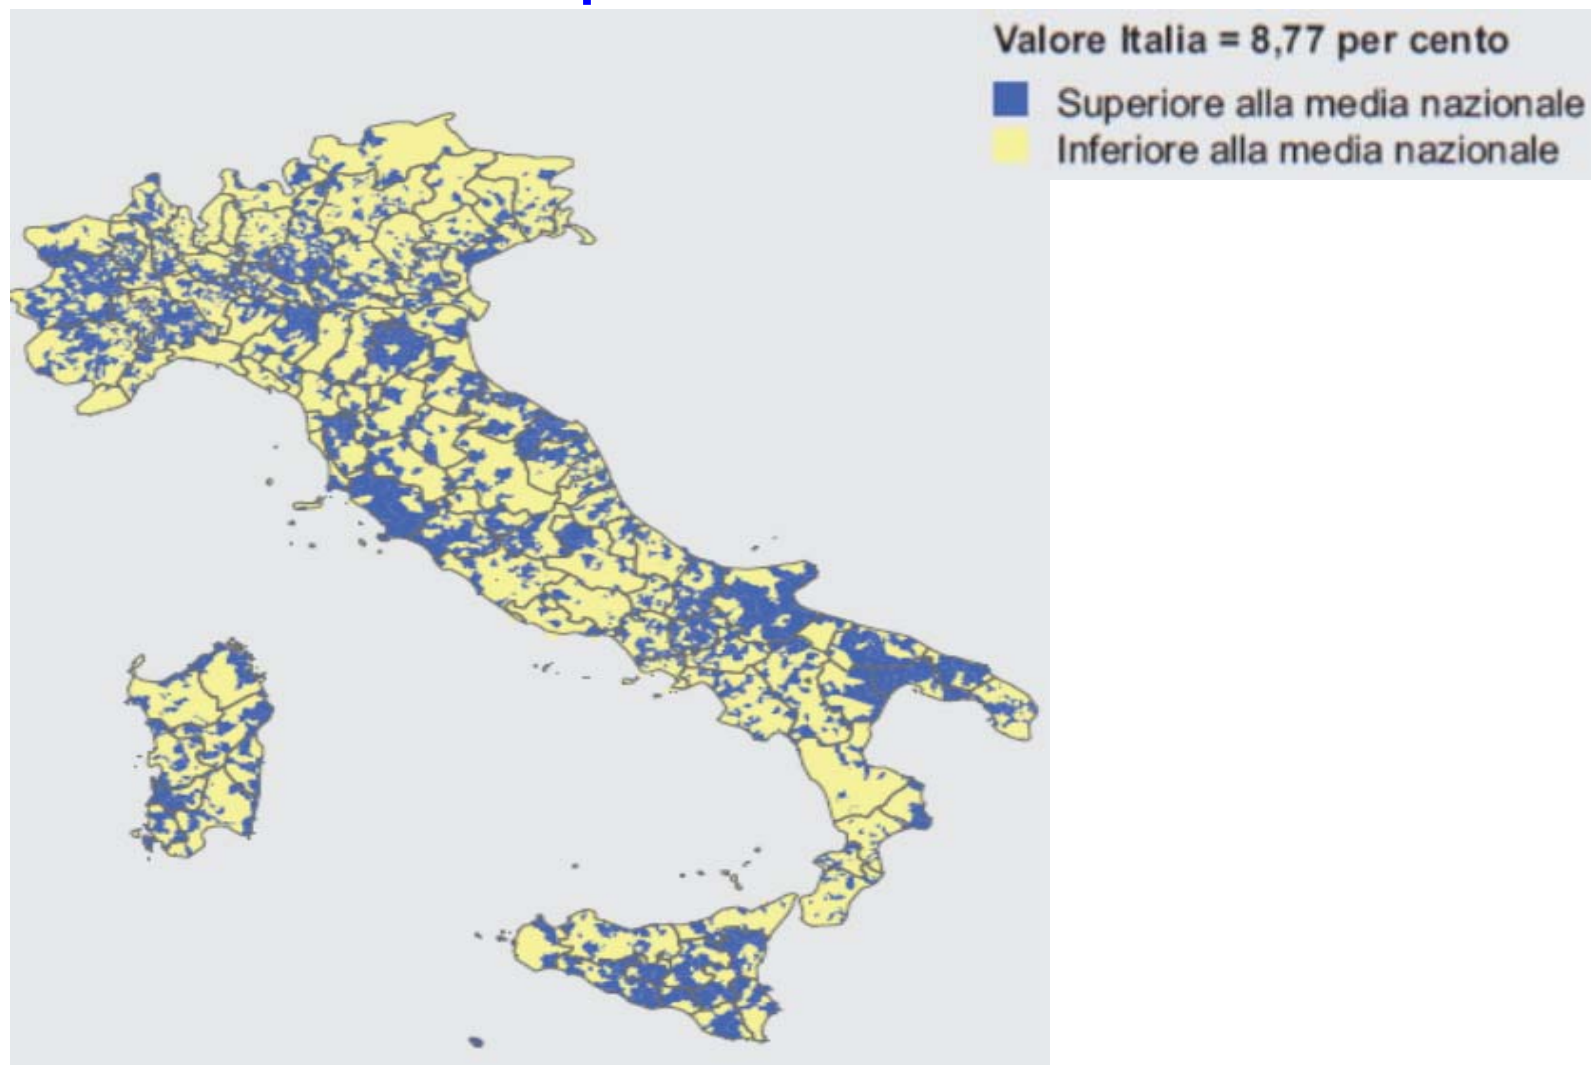 Valore Italia = 8,77 per cento
Superiore alla media nazionale
Inferiore alla media nazionale